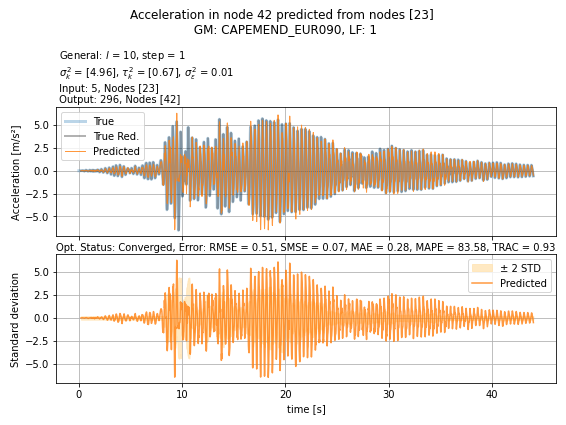 Acceleration in node 42 predicted from nodes [23]
GM: CAPEMEND_EUR090, LF: 1
General: l = 10, step = 1
σ_k^2 = [4.96], τ_k^2 = [0.67], σ_ε^2 = 0.01
Input: 5, Nodes [23]
Output: 296, Nodes [42]
Acceleration [m/s²]
5.0
2.5
0.0
−2.5
−5.0
True
True Red.
Predicted
Opt. Status: Converged, Error: RMSE = 0.51, SMSE = 0.07, MAE = 0.28, MAPE = 83.58, TRAC = 0.93
Standard deviation
5.0
2.5
0.0
−2.5
−5.0
± 2 STD
Predicted
0 10 20 30 40
time [s]